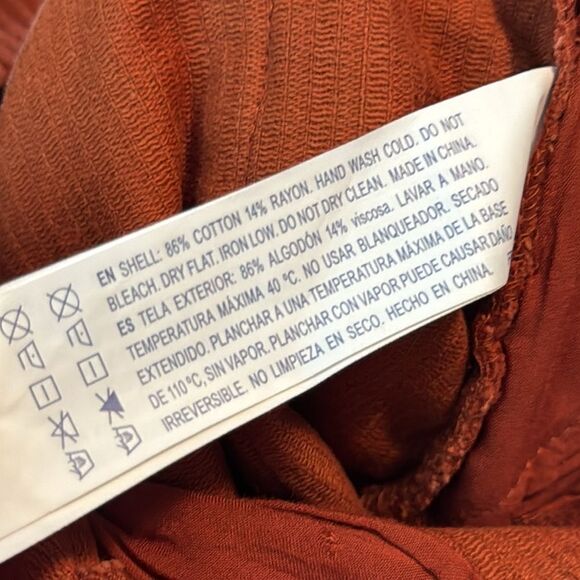 EN SHELL: 86% COTTON 14% RAYON. HAND WASH COLD. DO NOT
BLEACH. DRY FLAT. IRON LOW. DO NOT DRY CLEAN. MADE IN CHINA.
ES TELA EXTERIOR: 86% ALGODÓN 14% viscosa. LAVAR A MANO.
TEMPERATURA MÁXIMA 40 °C. NO USAR BLANQUEADOR. SECADO
EXTENDIDO. PLANCHAR A UNA TEMPERATURA MÁXIMA DE LA BASE
DE 110°C, SIN VAPOR. PLANCHAR CON VAPOR PUEDE CAUSAR DAÑO
IRREVERSIBLE. NO LIMPIEZA EN SECO. HECHO EN CHINA.